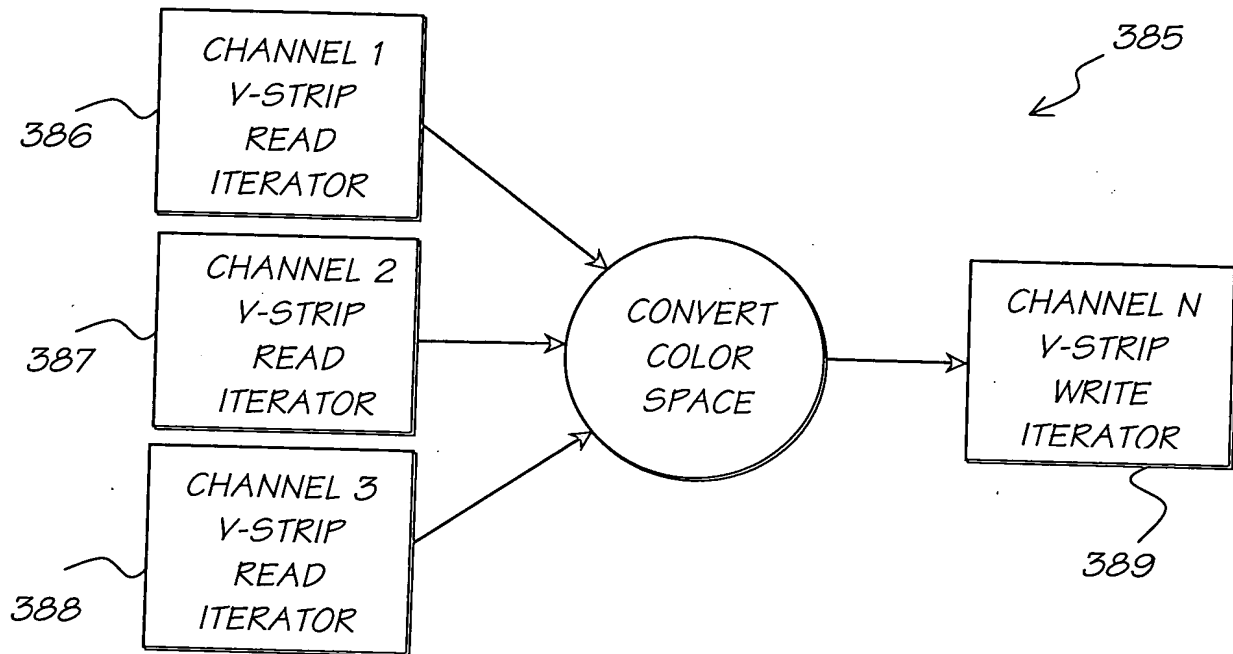 385
CHANNEL 1
V-STRIP
READ
ITERATOR
386
CHANNEL 2
V-STRIP
READ
ITERATOR
387
CHANNEL 3
V-STRIP
READ
ITERATOR
388
CONVERT
COLOR
SPACE
CHANNEL N
V-STRIP
WRITE
ITERATOR
389